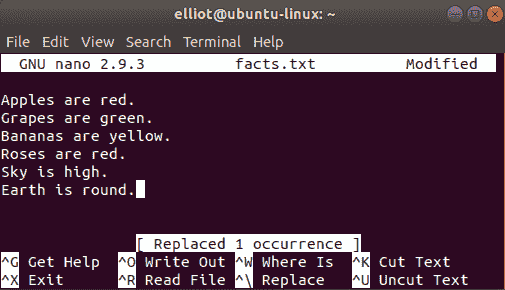 elliot@ubuntu-linux: ~
File Edit View Search Terminal Help
GNU nano 2.9.3 facts.txt Modified
Apples are red.
Grapes are green.
Bananas are yellow.
Roses are red.
Sky is high.
Earth is round.
[ Replaced 1 occurrence ]
^G Get Help ^O Write Out ^W Where Is ^K Cut Text
^X Exit ^R Read File ^\ Replace ^U Uncut Text